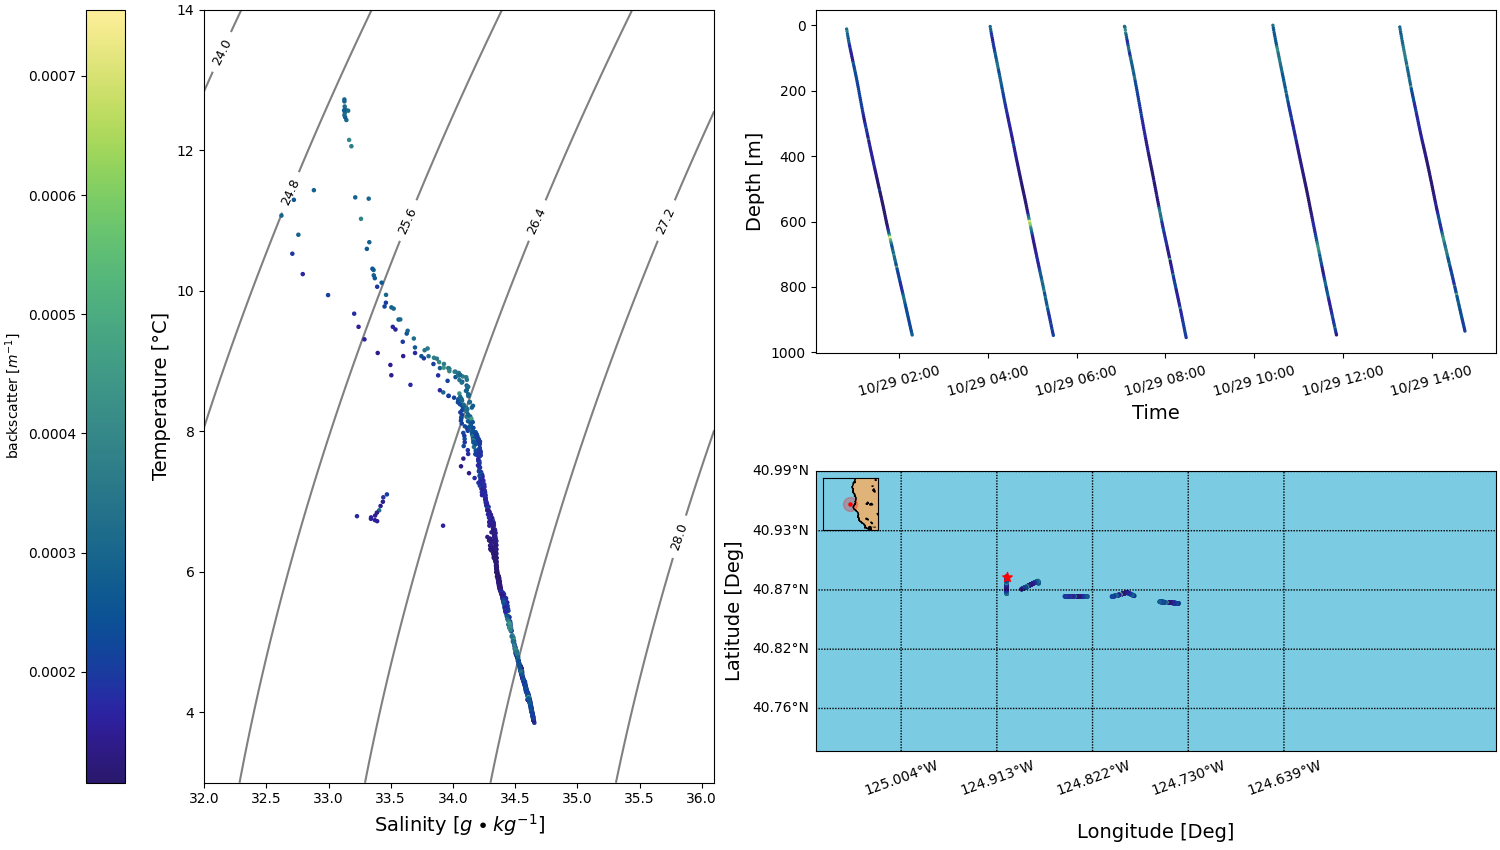 0.0007
0.0006
0.0005
0.0004
0.0003
0.0002
backscatter [m⁻¹]
14
12
10
8
6
4
Temperature [°C]
24.0
24.8
25.6
26.4
27.2
28.0
32.0 32.5 33.0 33.5 34.0 34.5 35.0 35.5 36.0
Salinity [g • kg⁻¹]
0
200
400
600
800
1000
Depth [m]
10/29 02:00 10/29 04:00 10/29 06:00 10/29 08:00 10/29 10:00 10/29 12:00 10/29 14:00
Time
40.99°N
40.93°N
40.87°N
40.82°N
40.76°N
Latitude [Deg]
125.004°W 124.913°W 124.822°W 124.730°W 124.639°W
Longitude [Deg]